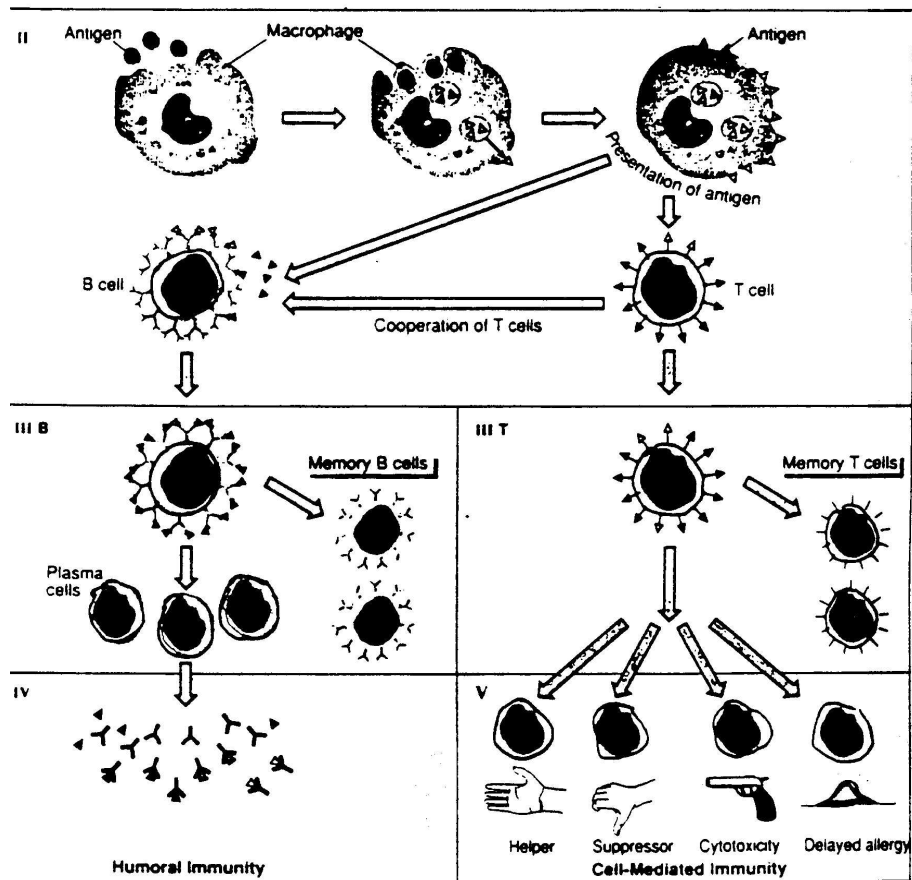 II
Antigen
Macrophage
Antigen
Presentation of antigen
B cell
T cell
Cooperation of T cells
III B
Memory B cells
Plasma
cells
III T
Memory T cells
IV
Humoral Immunity
V
Helper
Suppressor
Cytotoxicity
Delayed allergy
Cell-Mediated Immunity